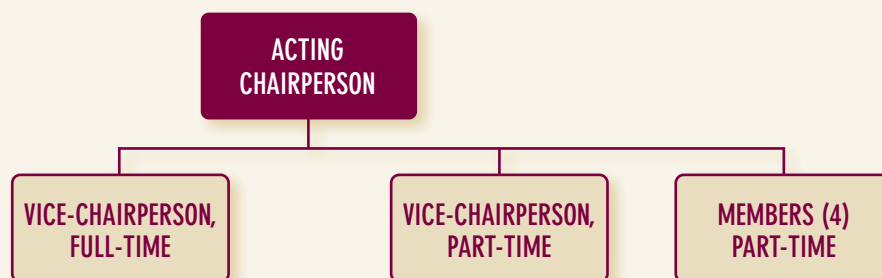 ACTING
CHAIRPERSON
VICE-CHAIRPERSON,
FULL-TIME
VICE-CHAIRPERSON,
PART-TIME
MEMBERS (4)
PART-TIME